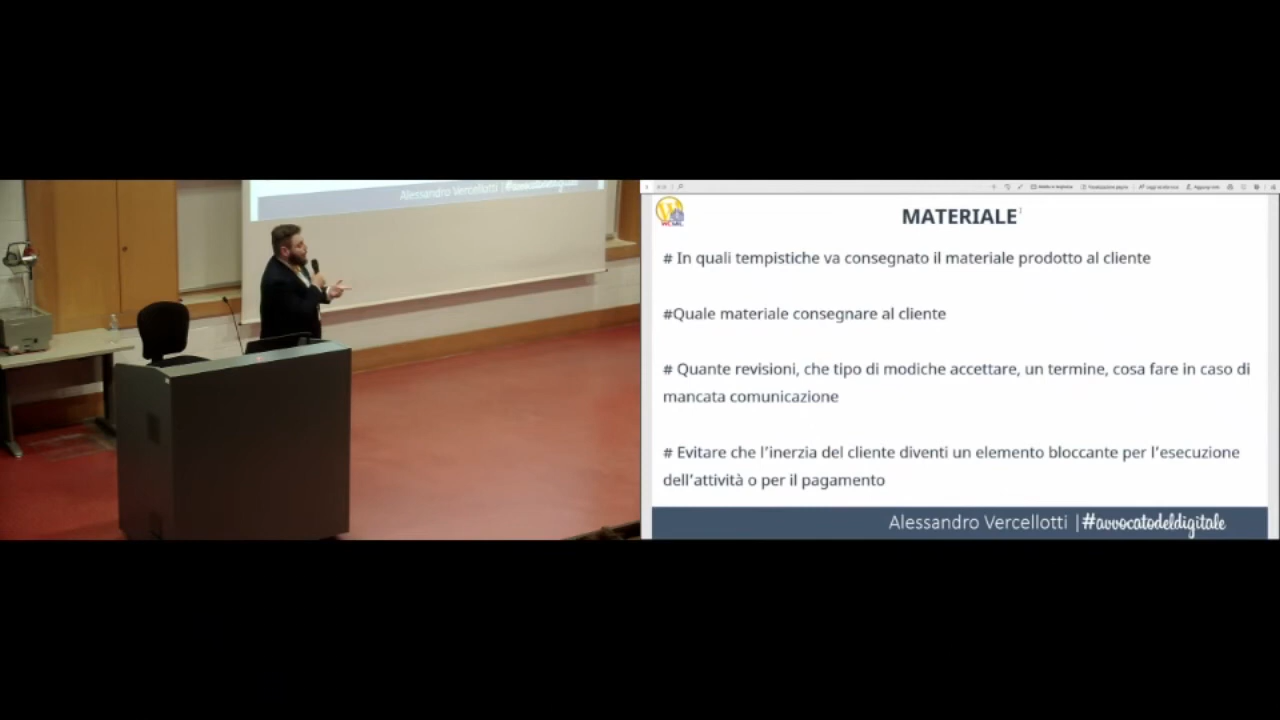 Alessandro Vercellotti
MATERIALE
# In quali tempistiche va consegnato il materiale prodotto al cliente
#Quale materiale consegnare al cliente
# Quante revisioni, che tipo di modiche accettare, un termine, cosa fare in caso di
mancata comunicazione
# Evitare che l'inerzia del cliente diventi un elemento bloccante per l'esecuzione
dell'attività o per il pagamento
Alessandro Vercellotti |#avvocatodeldigitale